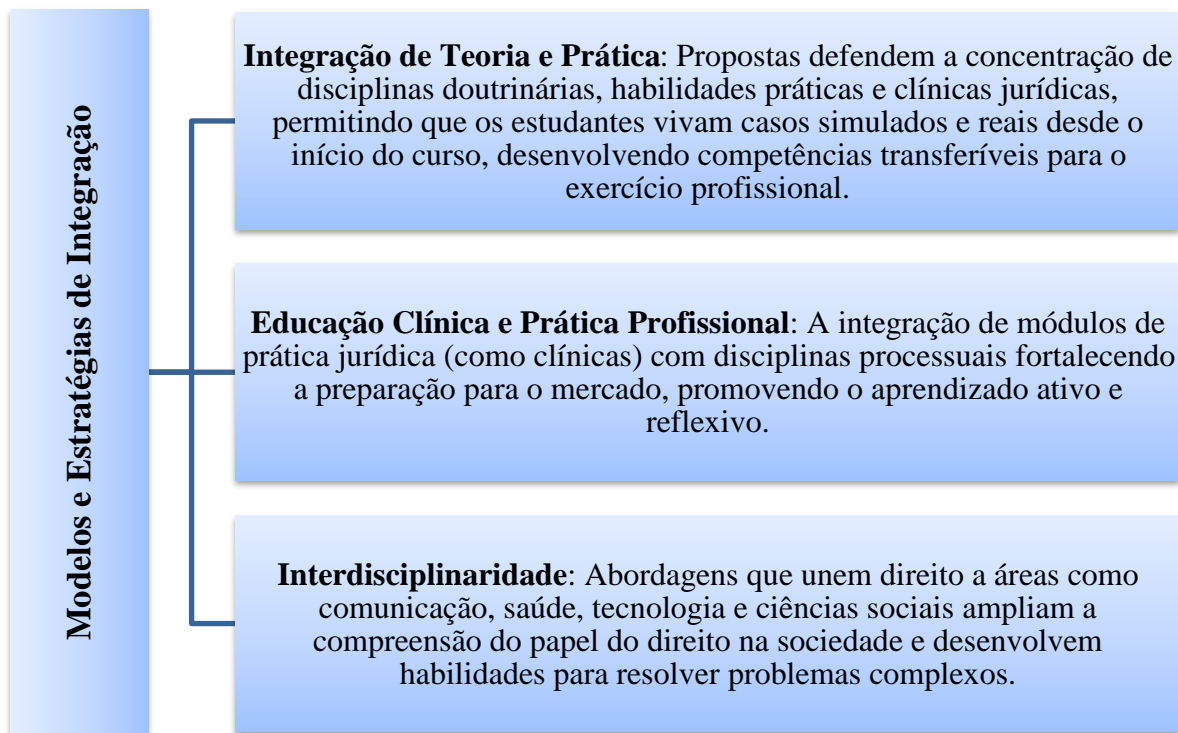 Modelos e Estratégias de Integração
Integração de Teoria e Prática: Propostas defendem a concentração de
disciplinas doutrinárias, habilidades práticas e clínicas jurídicas,
permitindo que os estudantes vivam casos simulados e reais desde o
início do curso, desenvolvendo competências transferíveis para o
exercício profissional.
Educação Clínica e Prática Profissional: A integração de módulos de
prática jurídica (como clínicas) com disciplinas processuais fortalecendo
a preparação para o mercado, promovendo o aprendizado ativo e
reflexivo.
Interdisciplinaridade: Abordagens que unem direito a áreas como
comunicação, saúde, tecnologia e ciências sociais ampliam a
compreensão do papel do direito na sociedade e desenvolvem
habilidades para resolver problemas complexos.